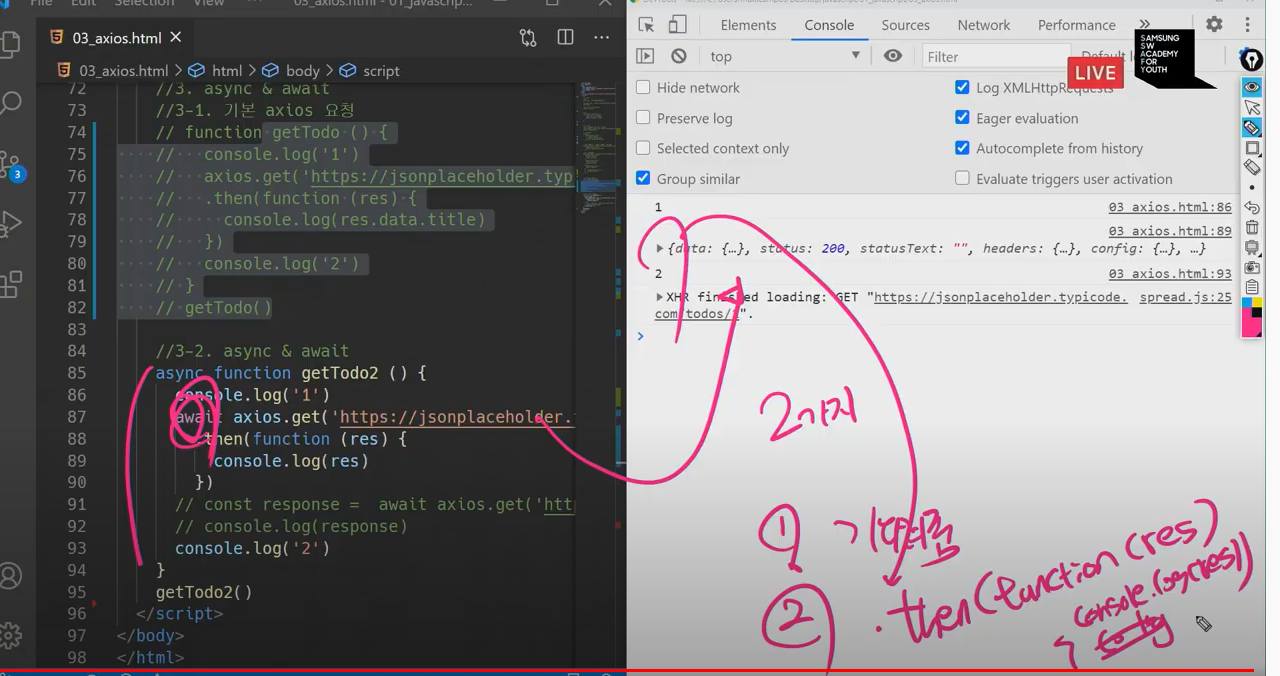 File Edit Selection View 03_axios.html - 01_javascrip...
03_axios.html
03_axios.html > html > body > script
72 //3. async & await
73 //3-1. 기본 axios 요청
74 // function getTodo () {
75 // console.log('1')
76 // axios.get('https://jsonplaceholder.typ
77 // .then(function (res) {
78 // console.log(res.data.title)
79 // })
80 // console.log('2')
81 // }
82 // getTodo()
83
84 //3-2. async & await
85 async function getTodo2 () {
86 console.log('1')
87 await axios.get('https://jsonplaceholder.
88 .then(function (res) {
89 console.log(res)
90 })
91 // const response = await axios.get('htt
92 // console.log(response)
93 console.log('2')
94 }
95 getTodo2()
96 </script>
97 </body>
98 </html>
3
Elements Console Sources Network Performance »
top Filter Default
SAMSUNG
SW
ACADEMY
FOR
YOUTH
LIVE
Hide network Log XMLHttpRequests
Preserve log Eager evaluation
Selected context only Autocomplete from history
Group similar Evaluate triggers user activation
1 03 axios.html:86
03 axios.html:89
{data: {…}, status: 200, statusText: "", headers: {…}, config: {…}, …}
2 03 axios.html:93
XHR finished loading: GET "https://jsonplaceholder.typicode. spread.js:25
com/todos/1".
2가지
①
② .then(function(res)
console.log(res))